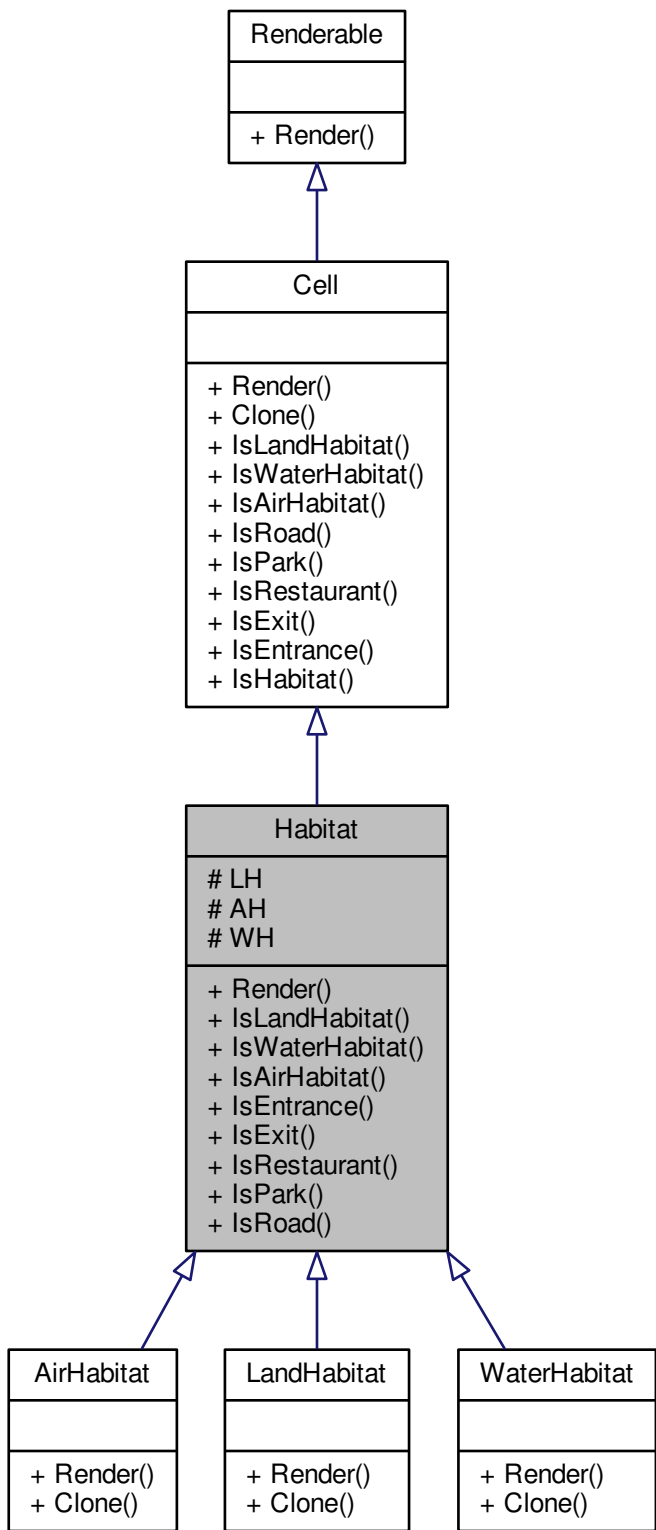 Renderable
+ Render()
Cell
+ Render()
+ Clone()
+ IsLandHabitat()
+ IsWaterHabitat()
+ IsAirHabitat()
+ IsRoad()
+ IsPark()
+ IsRestaurant()
+ IsExit()
+ IsEntrance()
+ IsHabitat()
Habitat
# LH
# AH
# WH
+ Render()
+ IsLandHabitat()
+ IsWaterHabitat()
+ IsAirHabitat()
+ IsEntrance()
+ IsExit()
+ IsRestaurant()
+ IsPark()
+ IsRoad()
AirHabitat
+ Render()
+ Clone()
LandHabitat
+ Render()
+ Clone()
WaterHabitat
+ Render()
+ Clone()